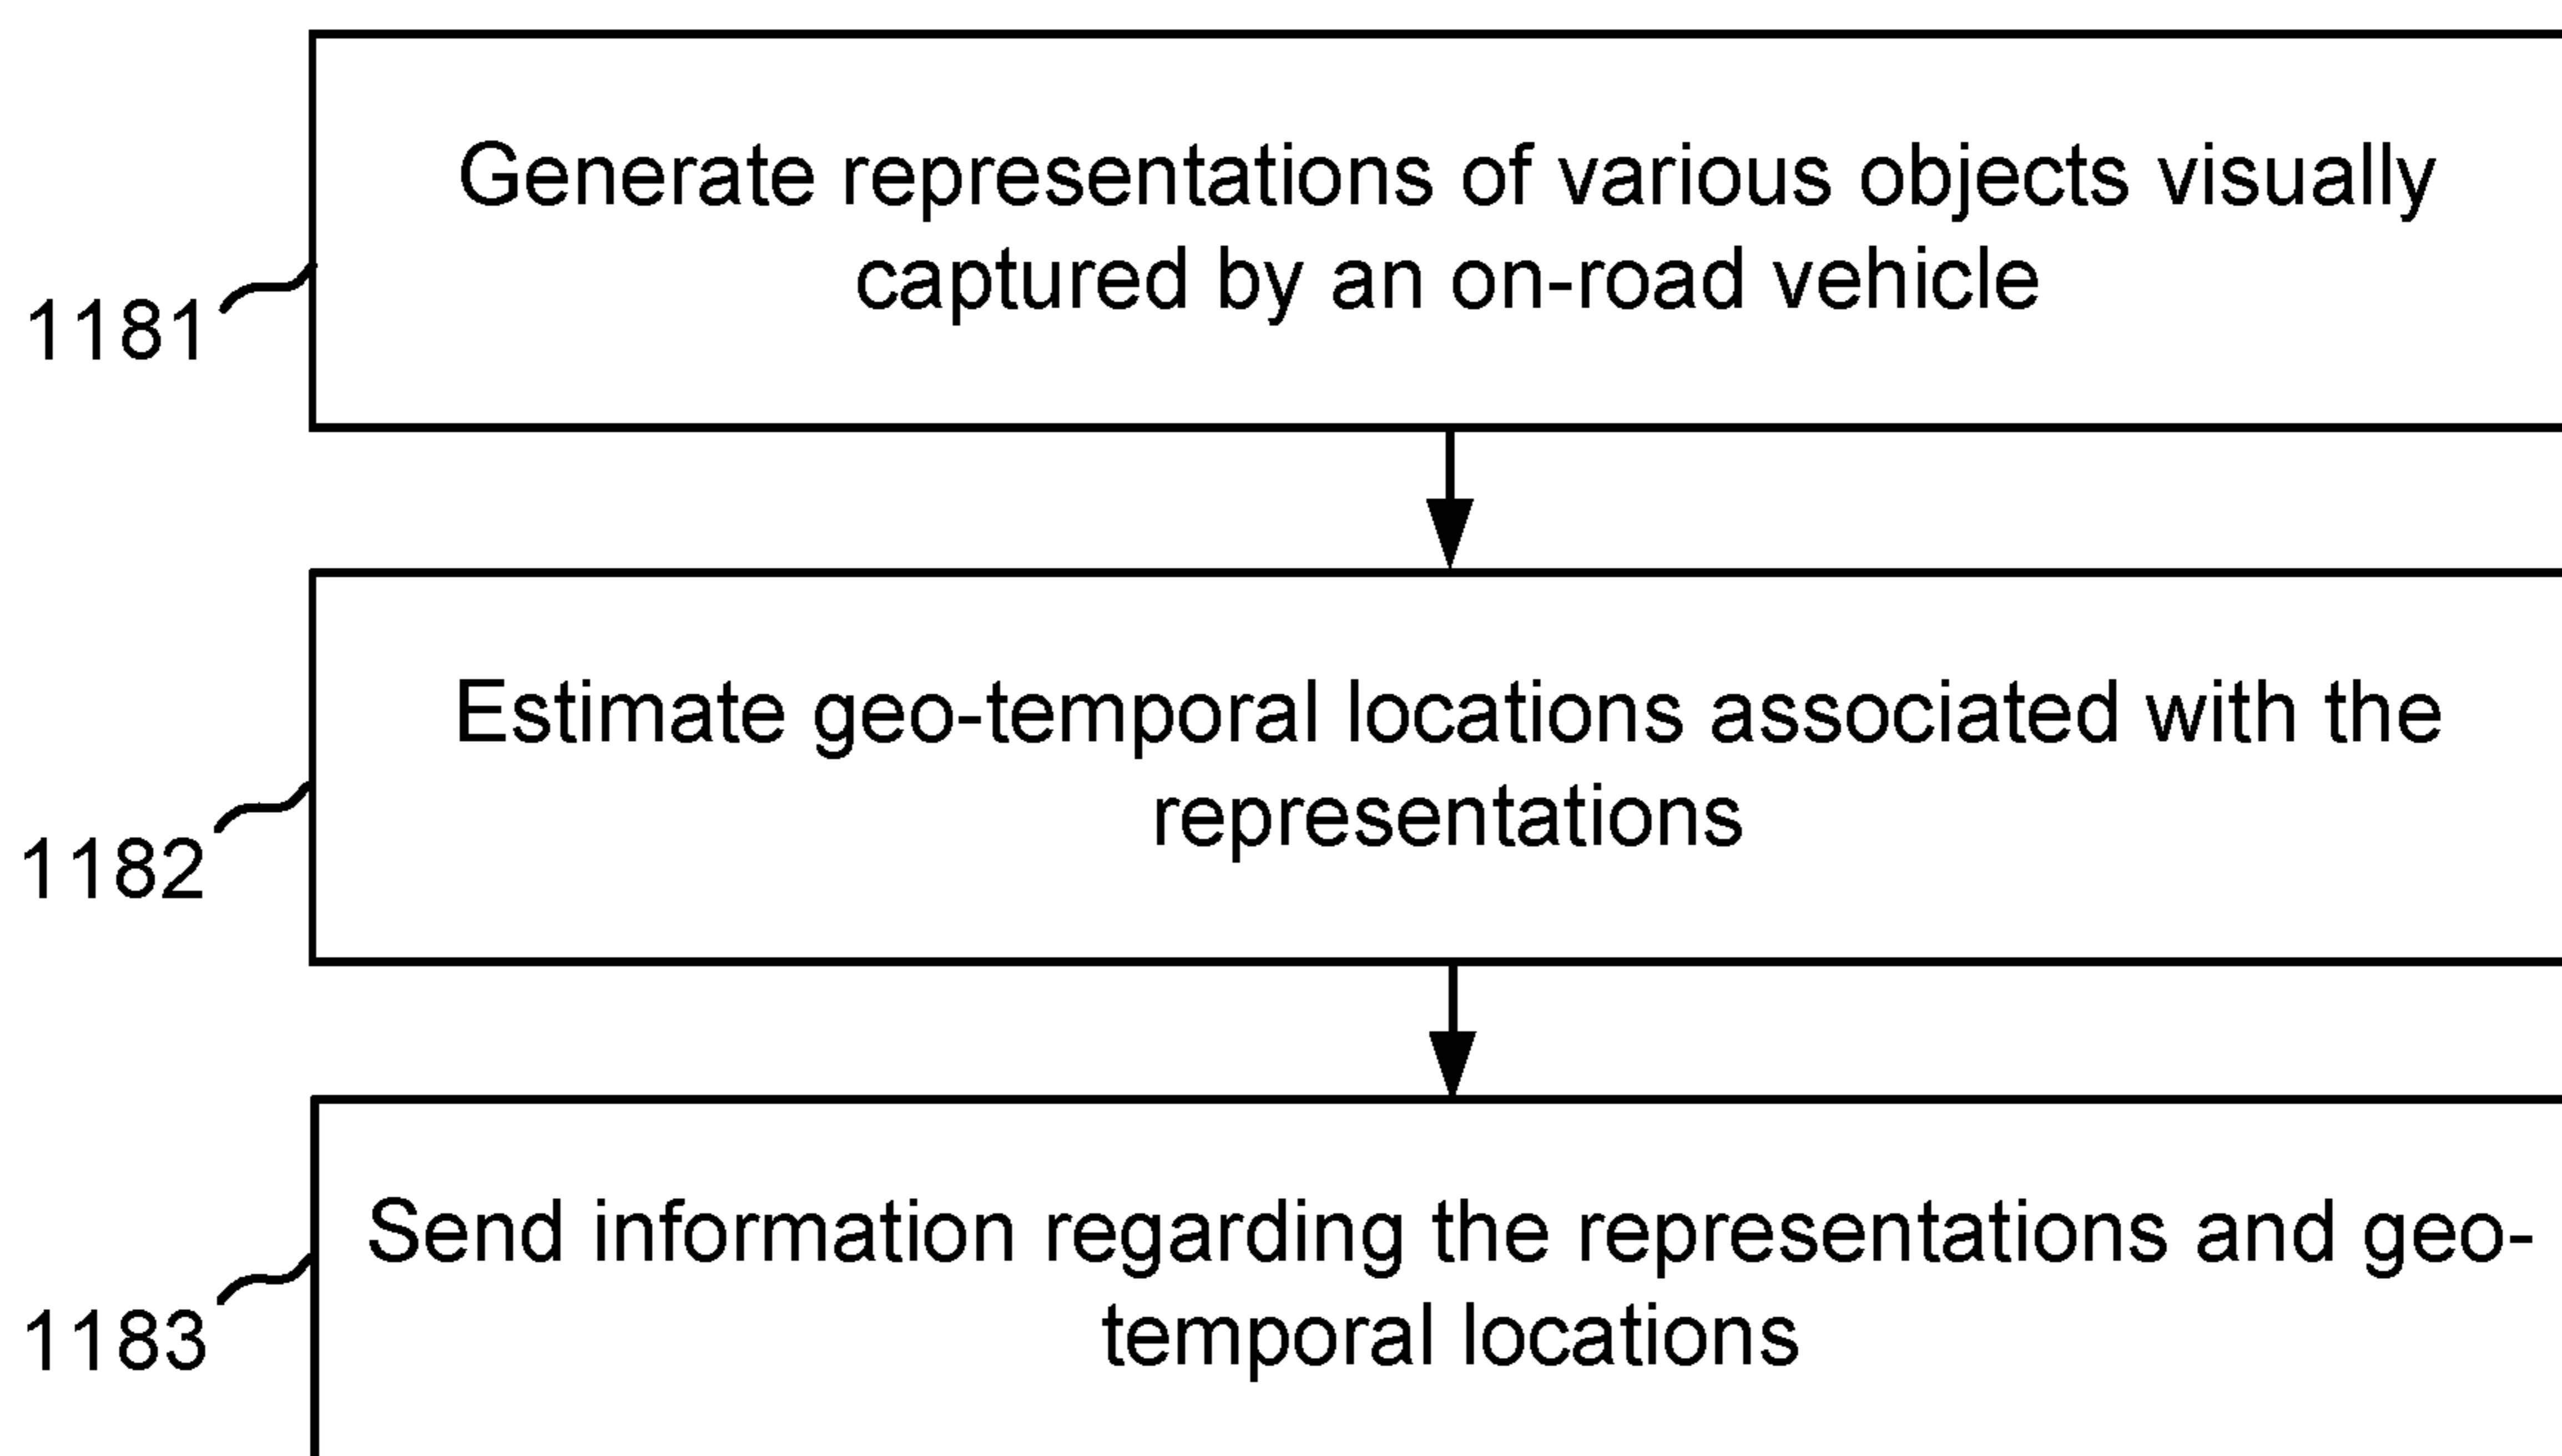 Generate representations of various objects visually
captured by an on-road vehicle
1181
Estimate geo-temporal locations associated with the
representations
1182
Send information regarding the representations and geo-
temporal locations
1183